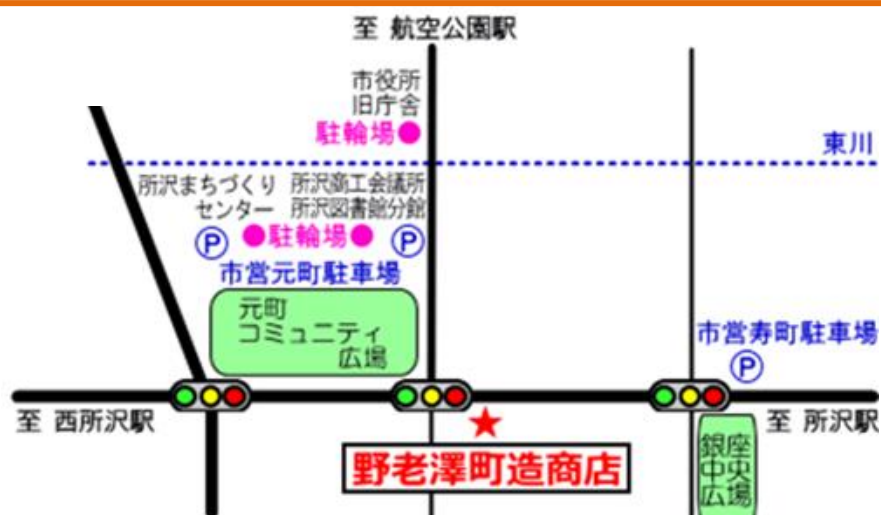 至 航空公園駅
市役所
旧庁舎
駐輪場●
東川
所沢まちづくり
センター
所沢商工会議所
所沢図書館分館
Ⓟ ●駐輪場● Ⓟ
市営元町駐車場
元町
コミュニティ
広場
市営寿町駐車場
Ⓟ
至 西所沢駅
至 所沢駅
野老澤町造商店
銀座
中央
広場